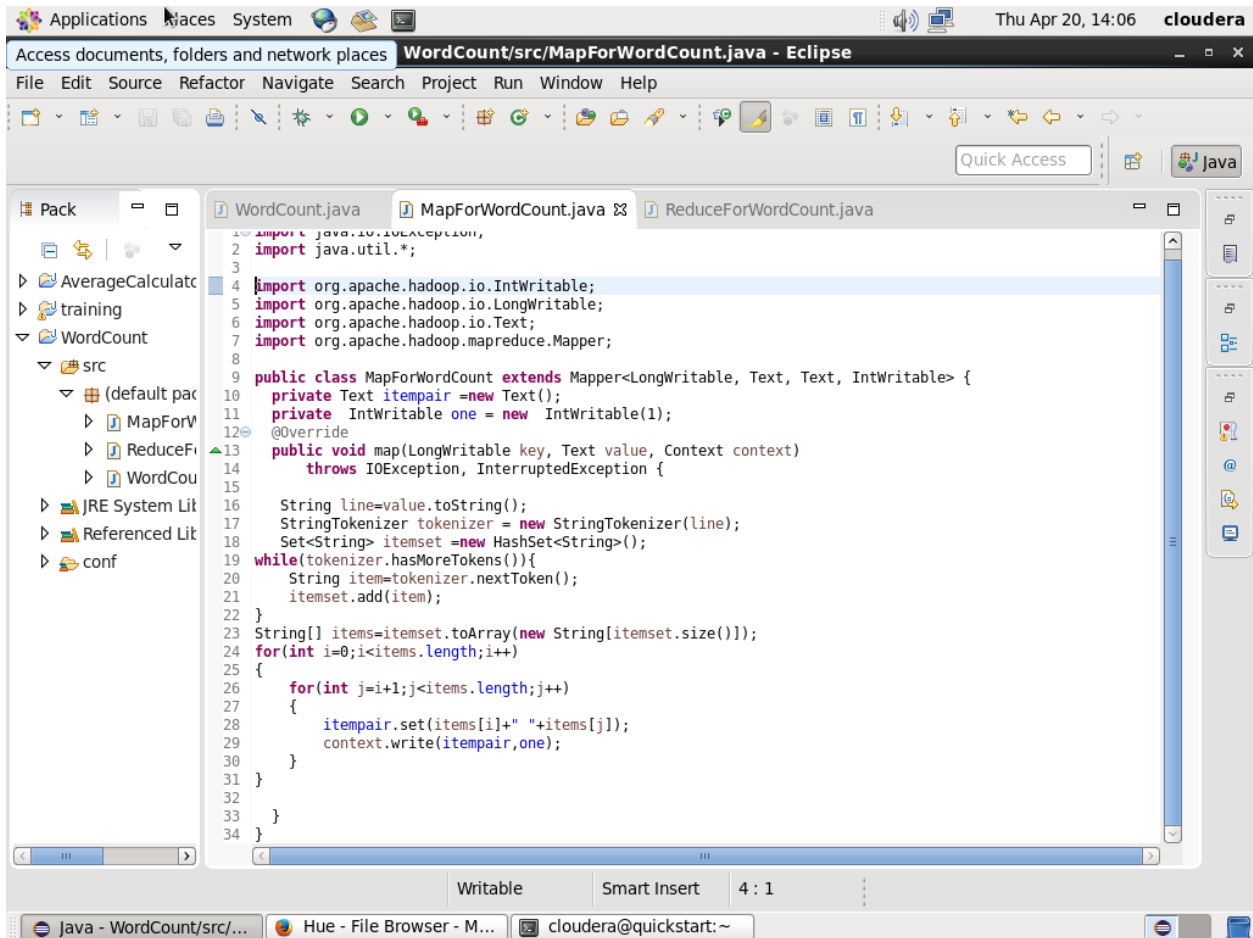 Applications Places System Thu Apr 20, 14:06 cloudera
Access documents, folders and network places WordCount/src/MapForWordCount.java - Eclipse
File Edit Source Refactor Navigate Search Project Run Window Help
Quick Access Java
Pack WordCount.java MapForWordCount.java ReduceForWordCount.java
AverageCalculatc
training
WordCount
src
(default pac
MapForW
ReduceF
WordCou
JRE System Lib
Referenced Lib
conf
1 import java.io.IOException;
2 import java.util.*;
3
4 import org.apache.hadoop.io.IntWritable;
5 import org.apache.hadoop.io.LongWritable;
6 import org.apache.hadoop.io.Text;
7 import org.apache.hadoop.mapreduce.Mapper;
8
9 public class MapForWordCount extends Mapper<LongWritable, Text, Text, IntWritable> {
10 private Text itempair =new Text();
11 private IntWritable one = new IntWritable(1);
12 @Override
13 public void map(LongWritable key, Text value, Context context)
14 throws IOException, InterruptedException {
15
16 String line=value.toString();
17 StringTokenizer tokenizer = new StringTokenizer(line);
18 Set<String> itemset =new HashSet<String>();
19 while(tokenizer.hasMoreTokens()){
20 String item=tokenizer.nextToken();
21 itemset.add(item);
22 }
23 String[] items=itemset.toArray(new String[itemset.size()]);
24 for(int i=0;i<items.length;i++)
25 {
26 for(int j=i+1;j<items.length;j++)
27 {
28 itempair.set(items[i]+" "+items[j]);
29 context.write(itempair,one);
30 }
31 }
32
33 }
34 }
Writable Smart Insert 4 : 1
Java - WordCount/src/... Hue - File Browser - M... cloudera@quickstart:~